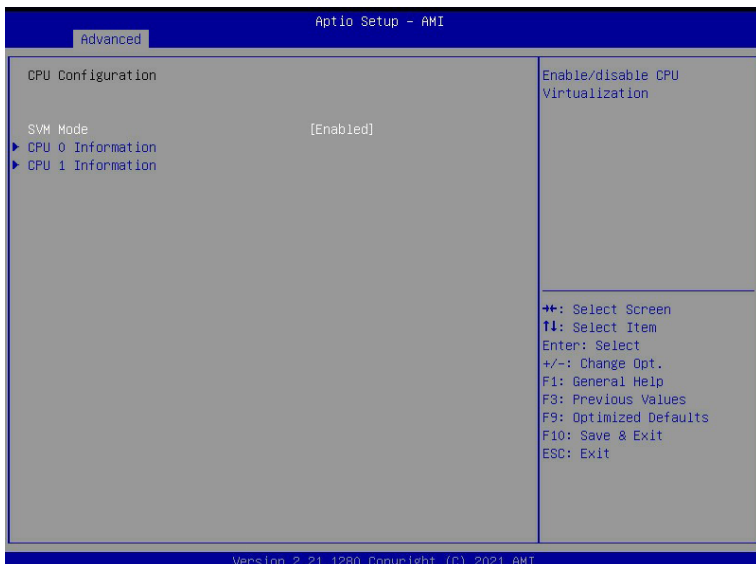 Aptio Setup – AMI
Advanced
CPU Configuration
SVM Mode [Enabled]
CPU 0 Information
CPU 1 Information
Enable/disable CPU
Virtualization
→←: Select Screen
↑↓: Select Item
Enter: Select
+/-: Change Opt.
F1: General Help
F3: Previous Values
F9: Optimized Defaults
F10: Save & Exit
ESC: Exit
Version 2.21.1280 Copyright (C) 2021 AMI